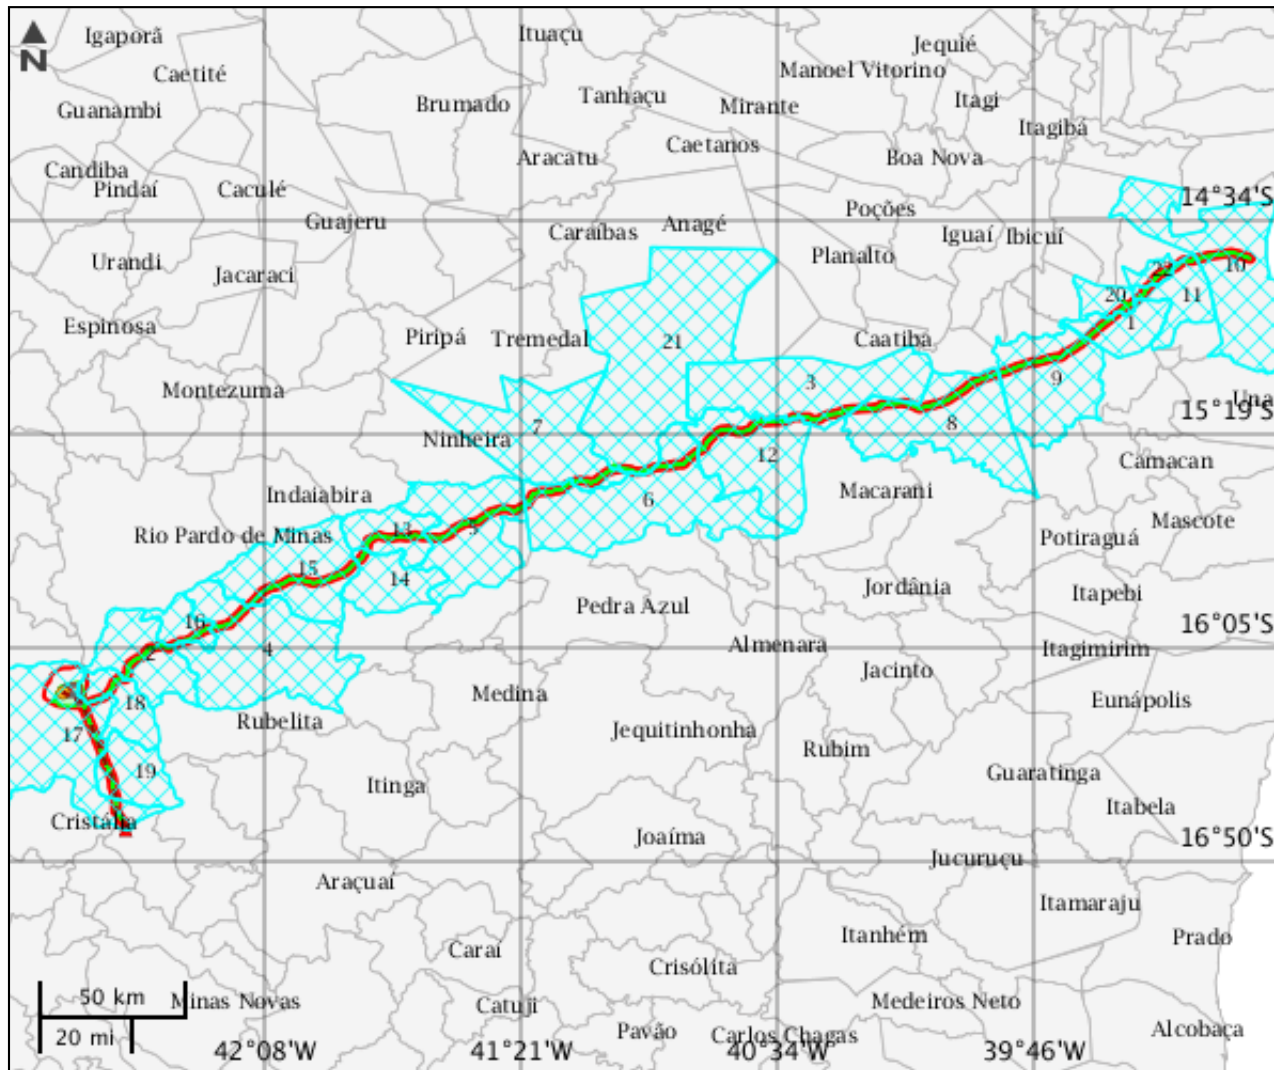 Igaporã
Ituaçu
Jequié
N
Caetité
Manoel Vitorino
Guanambi
Brumado
Tanhaçu
Mirante
Itagi
Itagibá
Caetanos
Candiba
Aracatu
Boa Nova
Pindaí
Caculé
14°34'S
Guajeru
Anagé
Poções
Caraíbas
Iguaí
Ibicuí
Urandi
Jacaraci
Planalto
22
10
20
11
Espinosa
1
Piripá
Tremedal
21
Caatiba
Montezuma
3
9
Una
15°19'S
7
8
Ninheira
12
Camacan
Indaiabira
6
Macarani
Mascote
Rio Pardo de Minas
13
5
Potiraguá
15
14
Jordânia
Itapebi
Pedra Azul
16
16°05'S
4
Almenara
Itagimirim
2
Jacinto
Medina
Eunápolis
18
17
Rubelita
Jequitinhonha
Rubim
19
Guaratinga
Itinga
Itabela
Cristália
Joaíma
16°50'S
Jucuruçu
Araçuaí
Itamaraju
Itanhém
Prado
Caraí
Crisólita
50 km
Minas Novas
Catuji
Medeiros Neto
20 mi
Pavão
Carlos Chagas
Alcobaça
42°08'W
41°21'W
40°34'W
39°46'W